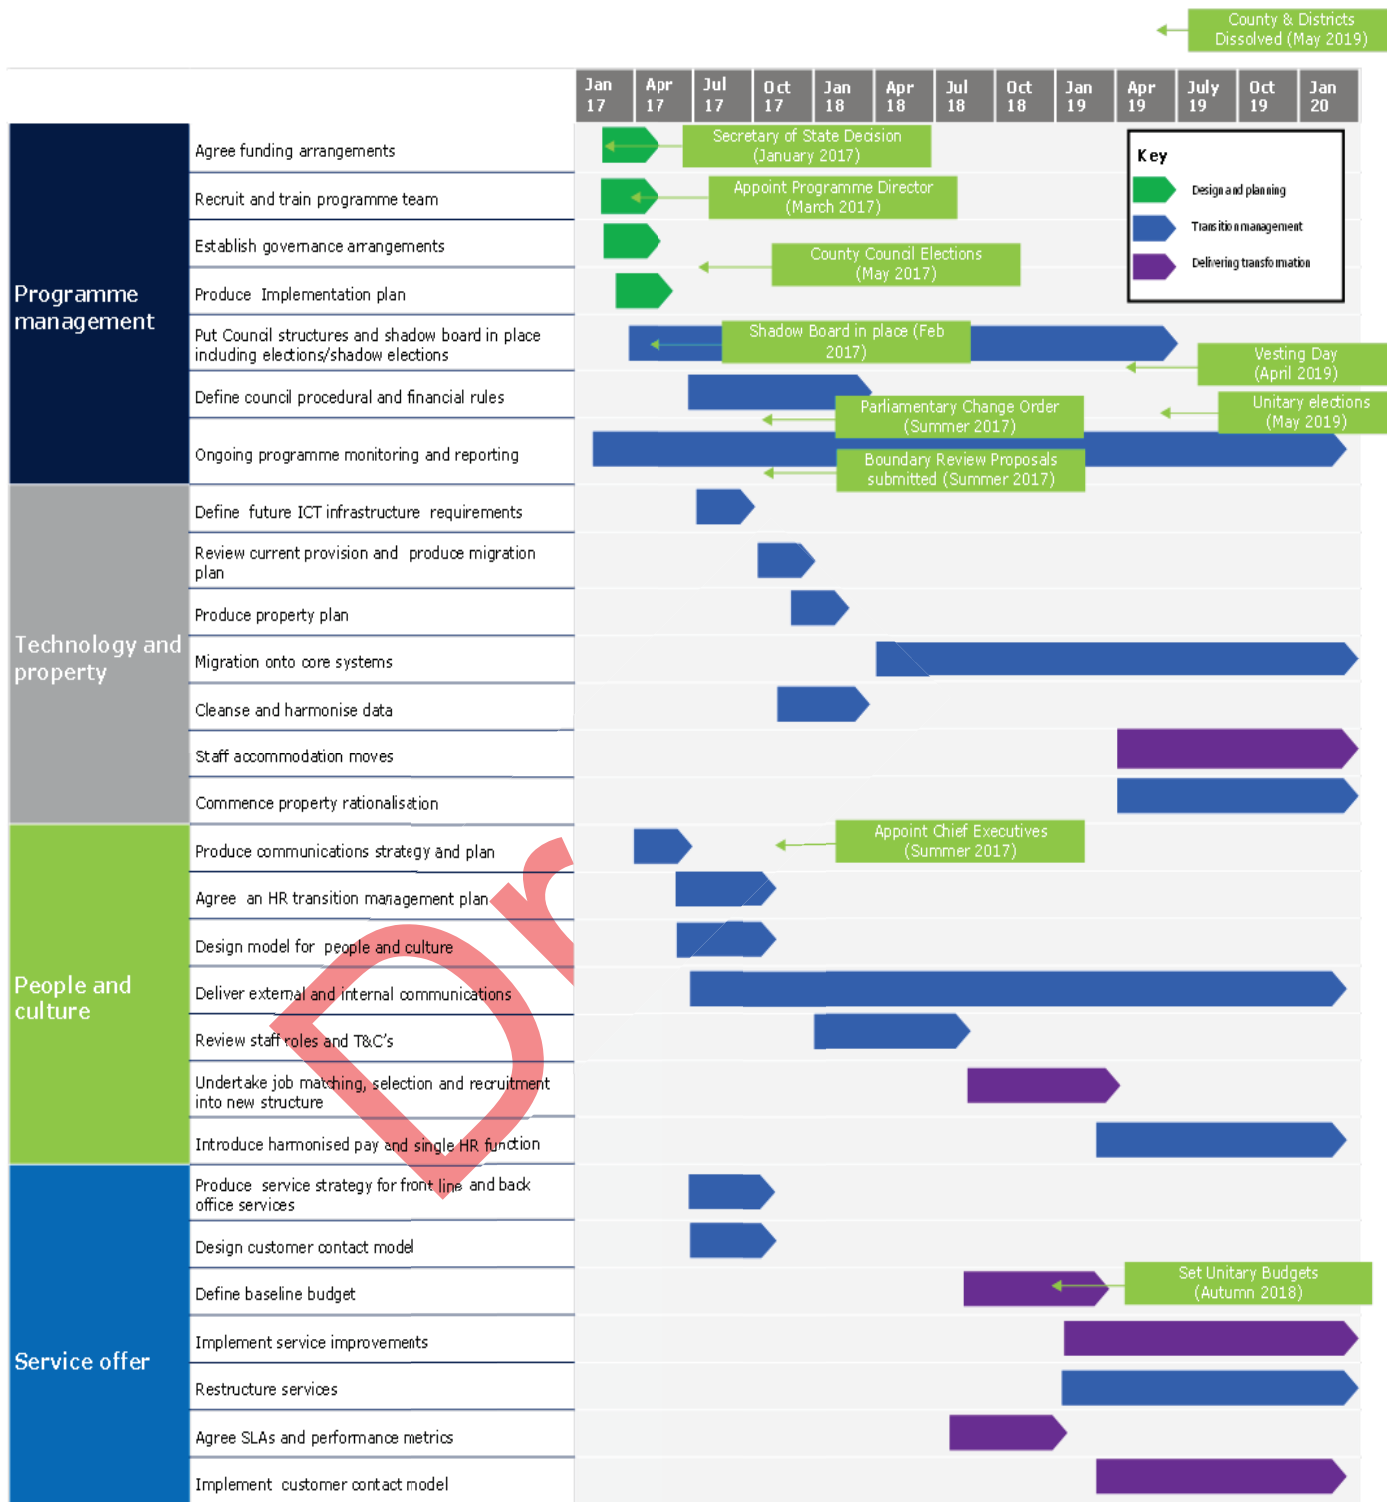 County & Districts
Dissolved (May 2019)
Jan
17
Apr
17
Jul
17
Oct
17
Jan
18
Apr
18
Jul
18
Oct
18
Jan
19
Apr
19
July
19
Oct
19
Jan
20
Key
Design and planning
Transition management
Delivering transformation
Programme
management
Agree funding arrangements
Secretary of State Decision
(January 2017)
Recruit and train programme team
Appoint Programme Director
(March 2017)
Establish governance arrangements
County Council Elections
(May 2017)
Produce Implementation plan
Put Council structures and shadow board in place
including elections/shadow elections
Shadow Board in place (Feb
2017)
Vesting Day
(April 2019)
Define council procedural and financial rules
Parliamentary Change Order
(Summer 2017)
Unitary elections
(May 2019)
Ongoing programme monitoring and reporting
Boundary Review Proposals
submitted (Summer 2017)
Technology and
property
Define future ICT infrastructure requirements
Review current provision and produce migration
plan
Produce property plan
Migration onto core systems
Cleanse and harmonise data
Staff accommodation moves
Commence property rationalisation
People and
culture
Produce communications strategy and plan
Appoint Chief Executives
(Summer 2017)
Agree an HR transition management plan
Design model for people and culture
Deliver external and internal communications
Review staff roles and T&C's
Undertake job matching, selection and recruitment
into new structure
Introduce harmonised pay and single HR function
Service offer
Produce service strategy for front line and back
office services
Design customer contact model
Define baseline budget
Set Unitary Budgets
(Autumn 2018)
Implement service improvements
Restructure services
Agree SLAs and performance metrics
Implement customer contact model
Dr